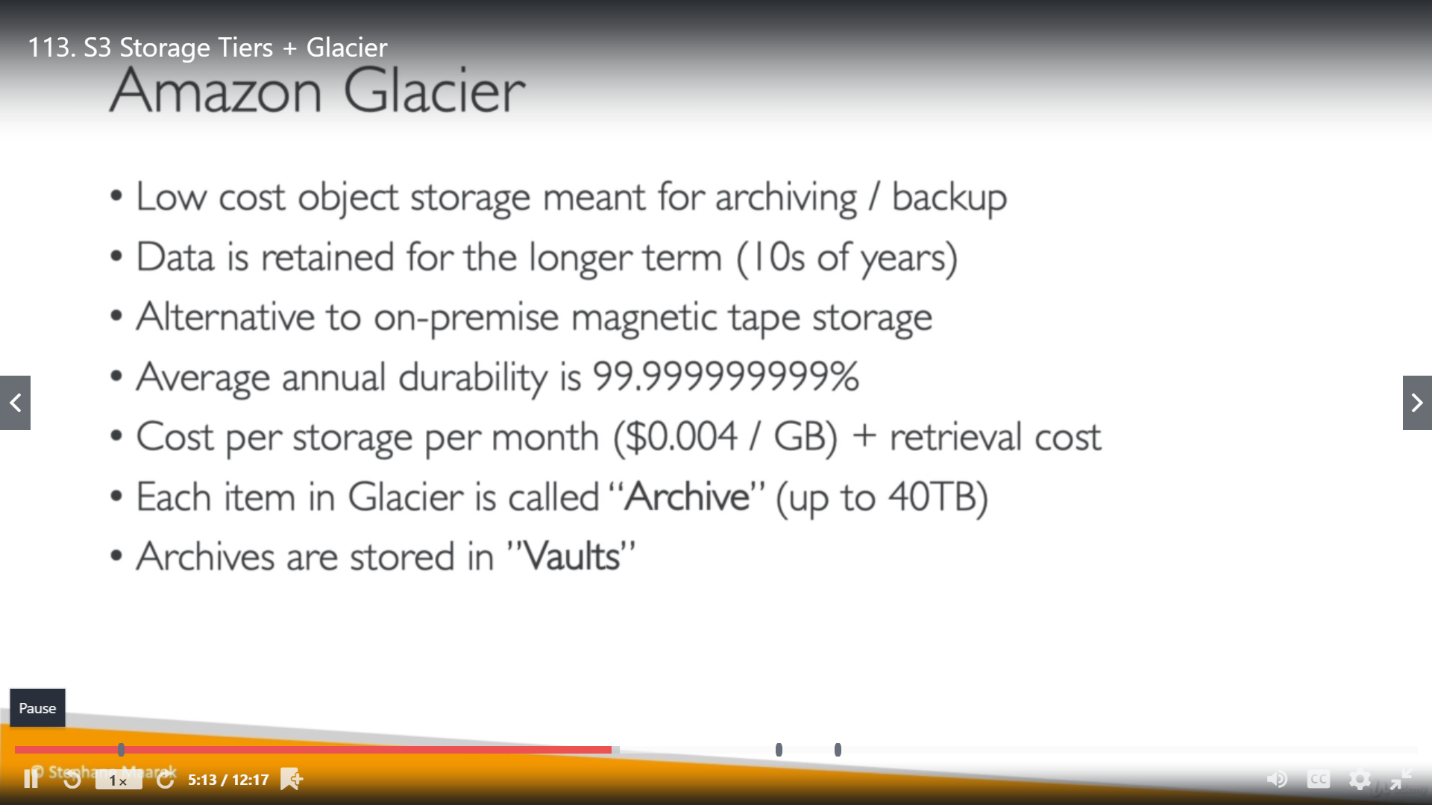 113. S3 Storage Tiers + Glacier
Amazon Glacier
• Low cost object storage meant for archiving / backup
• Data is retained for the longer term (10s of years)
• Alternative to on-premise magnetic tape storage
• Average annual durability is 99.999999999%
• Cost per storage per month ($0.004 / GB) + retrieval cost
• Each item in Glacier is called “Archive” (up to 40TB)
• Archives are stored in ”Vaults”
Pause
© Stephane Maarek
1x
5:13 / 12:17
CC